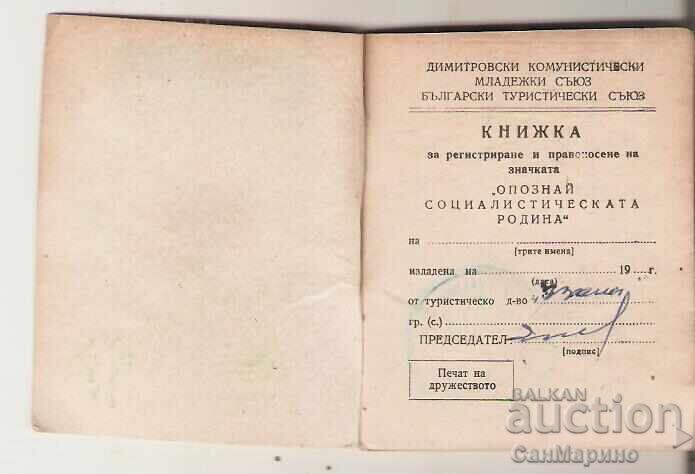 ДИМИТРОВСКИ КОМУНИСТИЧЕСКИ
МЛАДЕЖКИ СЪЮЗ
БЪЛГАРСКИ ТУРИСТИЧЕСКИ СЪЮЗ
КНИЖКА
за регистриране и правоносене на
значката
„ОПОЗНАЙ
СОЦИАЛИСТИЧЕСКАТА
РОДИНА“
на
[трите имена]
издадена на 19 г.
(дата)
от туристическо д-во
гр. (с.)
ПРЕДСЕДАТЕЛ:
[подпис]
Печат на
дружеството
BALKAN
auction
СанМарино